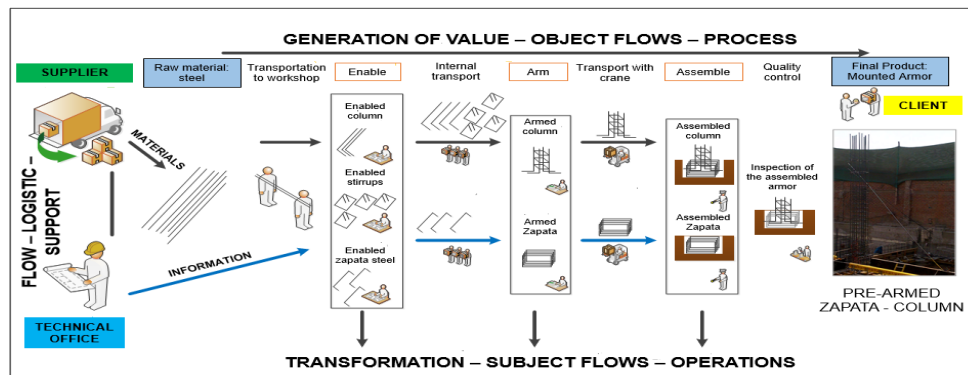 GENERATION OF VALUE – OBJECT FLOWS – PROCESS
SUPPLIER
Raw material:
steel
Transportation
to workshop
Enable
Internal
transport
Arm
Transport with
crane
Assemble
Quality
control
Final Product:
Mounted Armor
CLIENT
FLOW – LOGISTIC –
SUPPORT
MATERIALS
INFORMATION
TECHNICAL
OFFICE
Enabled
column
Enabled
stirrups
Enabled
zapata steel
Armed
column
Armed
Zapata
Assembled
column
Assembled
Zapata
Inspection of
the assembled
armor
PRE-ARMED
ZAPATA - COLUMN
TRANSFORMATION – SUBJECT FLOWS – OPERATIONS